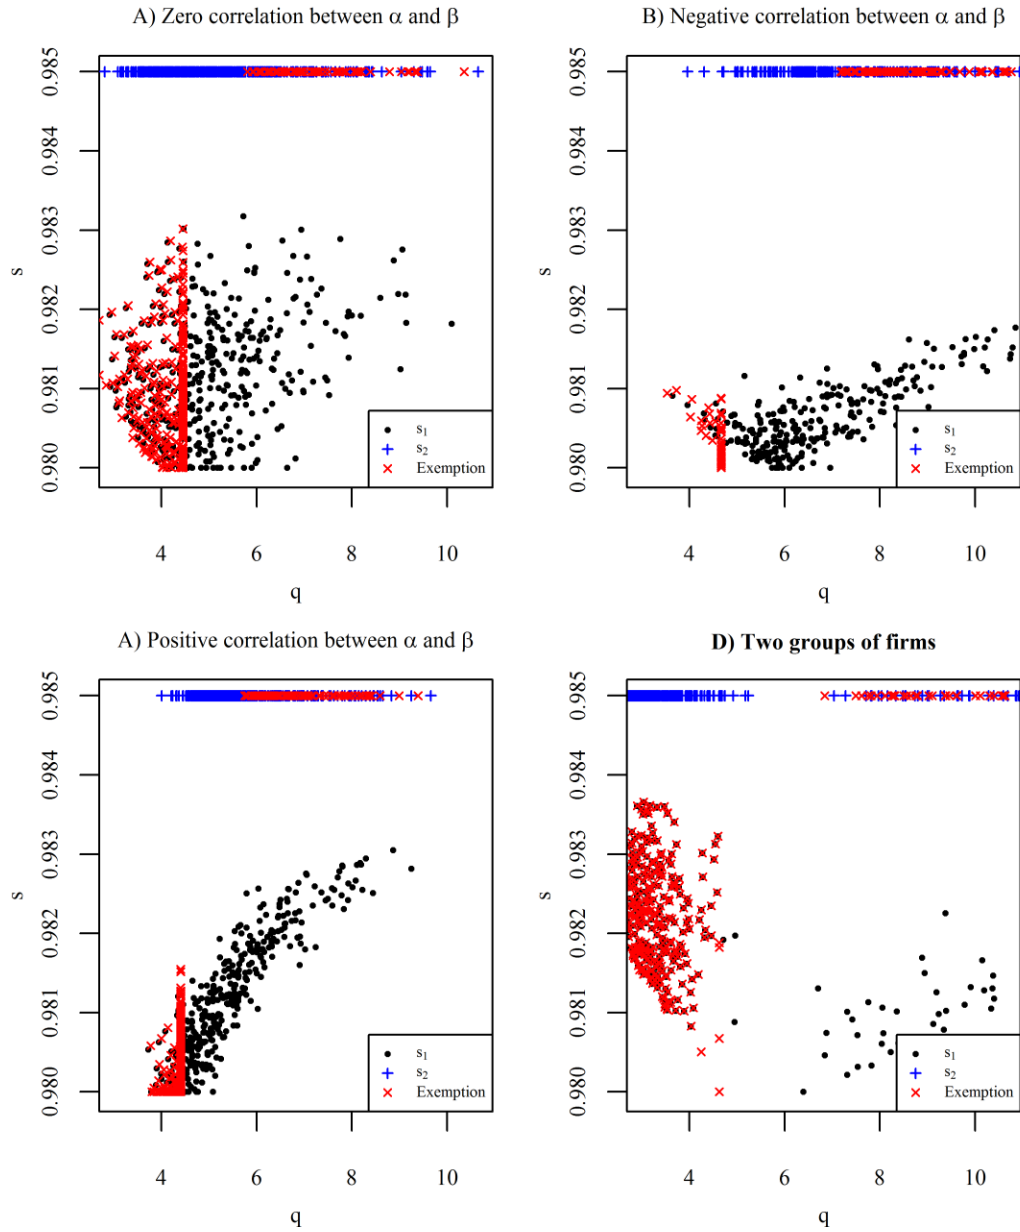 A) Zero correlation between α and β
B) Negative correlation between α and β
0.985
0.984
0.983
0.982
0.981
0.980
s
s₁
s₂
Exemption
4
6
8
10
q
0.985
0.984
0.983
0.982
0.981
0.980
s
s₁
s₂
Exemption
4
6
8
10
q
A) Positive correlation between α and β
D) Two groups of firms
0.985
0.984
0.983
0.982
0.981
0.980
s
s₁
s₂
Exemption
4
6
8
10
q
0.985
0.984
0.983
0.982
0.981
0.980
s
s₁
s₂
Exemption
4
6
8
10
q